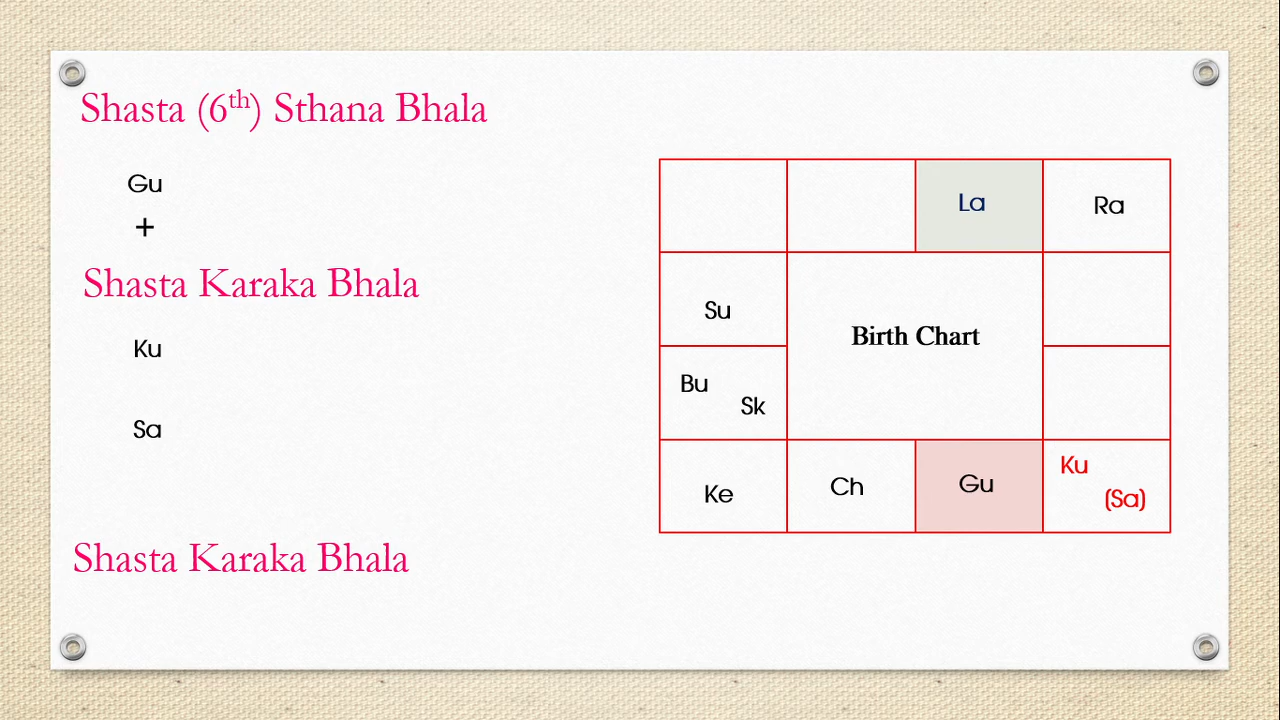 Shasta (6th) Sthana Bhala
Gu
+
Shasta Karaka Bhala
Ku
Sa
Shasta Karaka Bhala
La
Ra
Su
Birth Chart
Bu
Sk
Ke
Ch
Gu
Ku
(Sa)